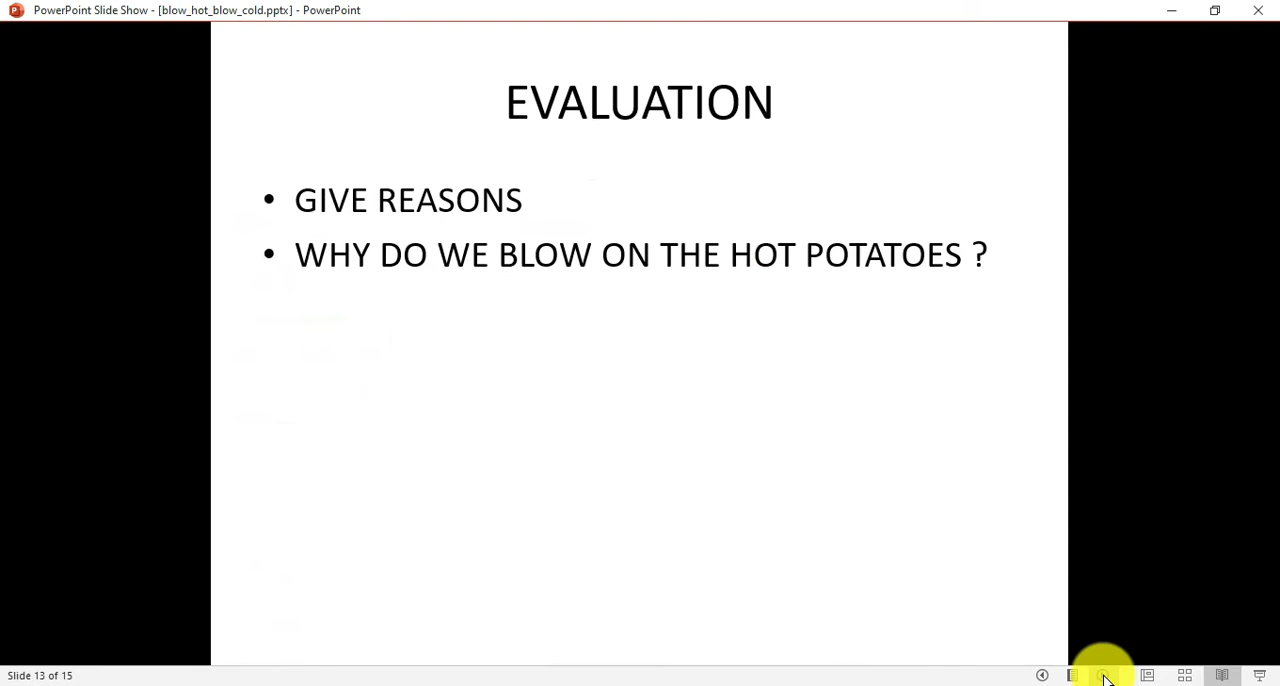 PowerPoint Slide Show - [blow_hot_blow_cold.pptx] - PowerPoint
EVALUATION
• GIVE REASONS
• WHY DO WE BLOW ON THE HOT POTATOES ?
Slide 13 of 15